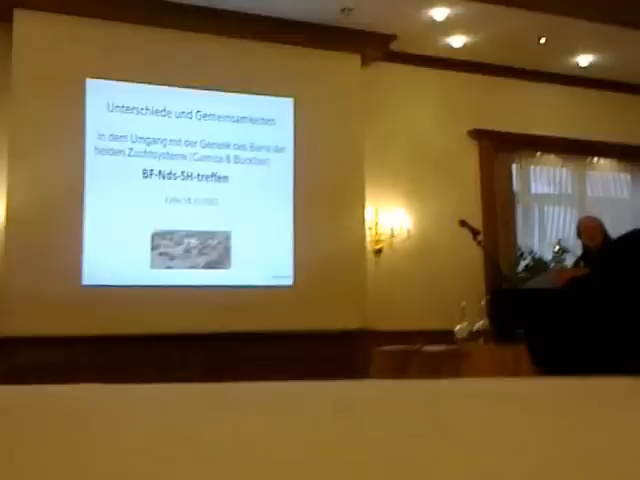 Unterschiede und Gemeinsamkeiten
In dem Umgang mit der Genetik des Biens der
beiden Zuchtsysteme (Carnica & Buckfast)
BF-Nds-SH-treffen